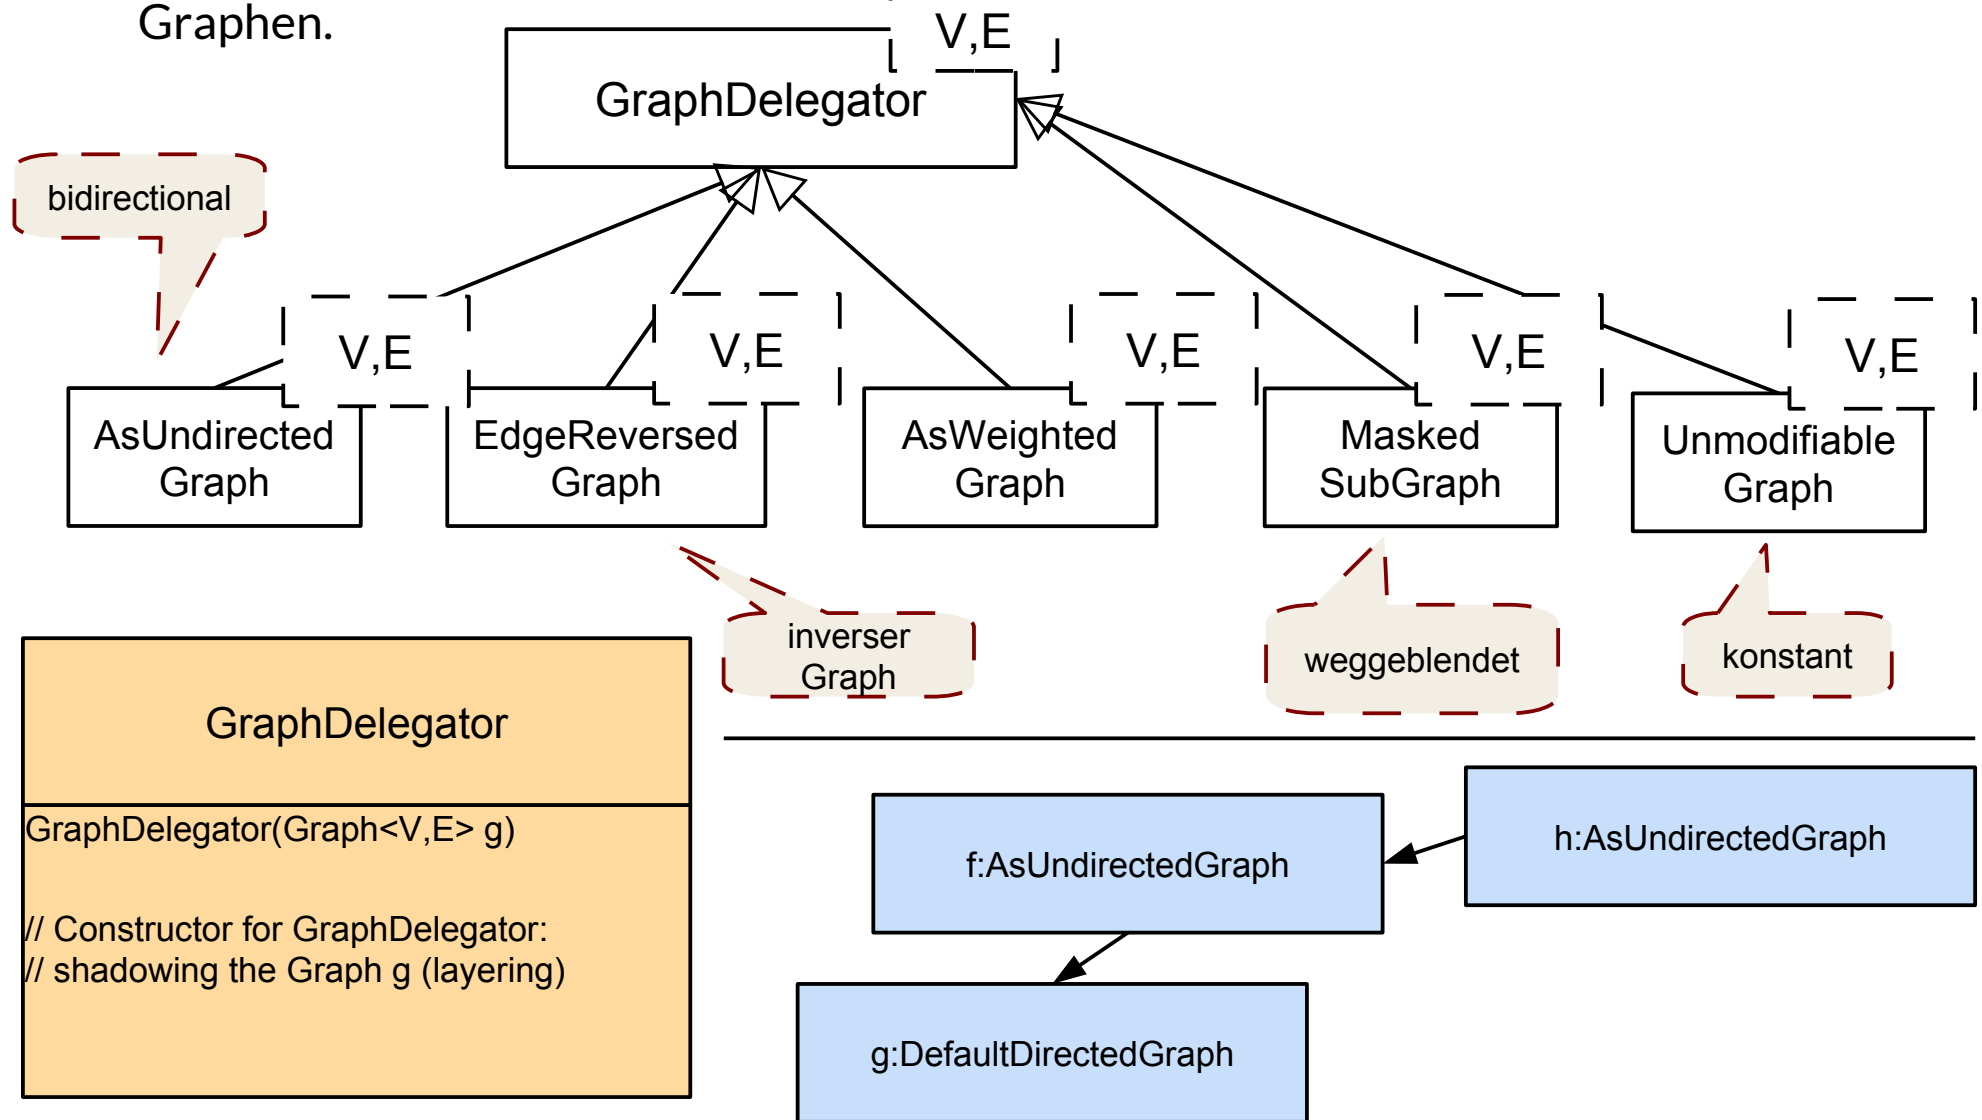 Graphen.
V,E
GraphDelegator
bidirectional
V,E
V,E
V,E
V,E
V,E
AsUndirected
Graph
EdgeReversed
Graph
AsWeighted
Graph
Masked
SubGraph
Unmodifiable
Graph
inverser
Graph
weggeblendet
konstant
GraphDelegator
GraphDelegator(Graph<V,E> g)
// Constructor for GraphDelegator:
// shadowing the Graph g (layering)
h:AsUndirectedGraph
f:AsUndirectedGraph
g:DefaultDirectedGraph